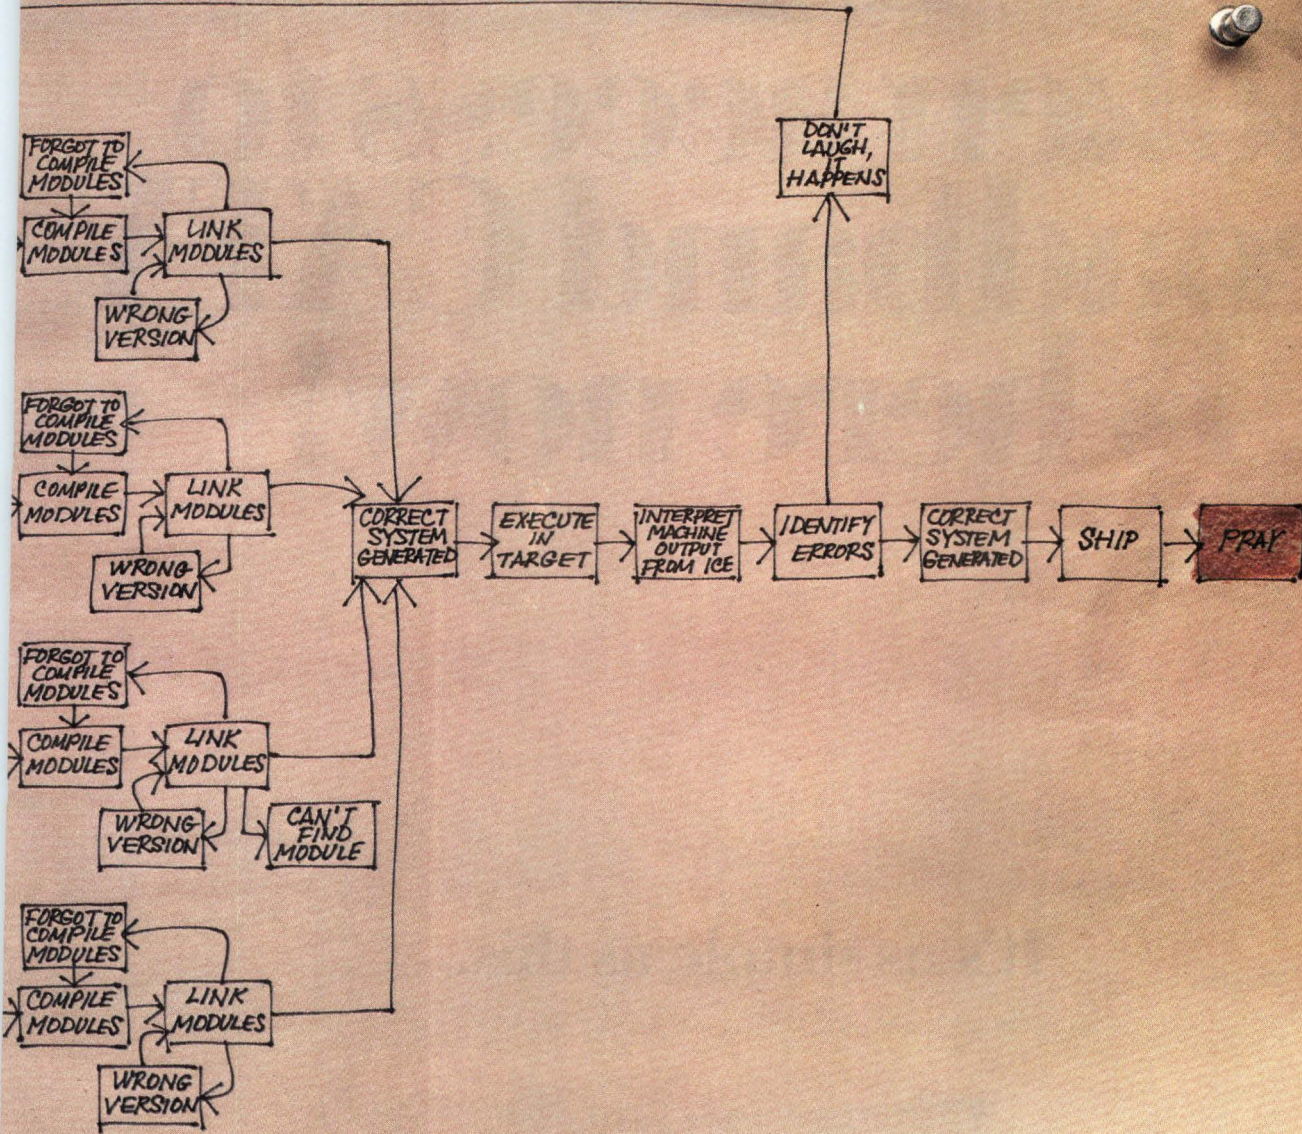 DON'T
LAUGH,
IT
HAPPENS
FORGOT TO
COMPILE
MODULES
COMPILE
MODULES
LINK
MODULES
WRONG
VERSION
FORGOT TO
COMPILE
MODULES
COMPILE
MODULES
LINK
MODULES
WRONG
VERSION
CORRECT
SYSTEM
GENERATED
EXECUTE
IN
TARGET
INTERPRET
MACHINE
OUTPUT
FROM ICE
IDENTIFY
ERRORS
CORRECT
SYSTEM
GENERATED
SHIP
PRAY
FORGOT TO
COMPILE
MODULES
COMPILE
MODULES
LINK
MODULES
WRONG
VERSION
CAN'T
FIND
MODULE
FORGOT TO
COMPILE
MODULES
COMPILE
MODULES
LINK
MODULES
WRONG
VERSION